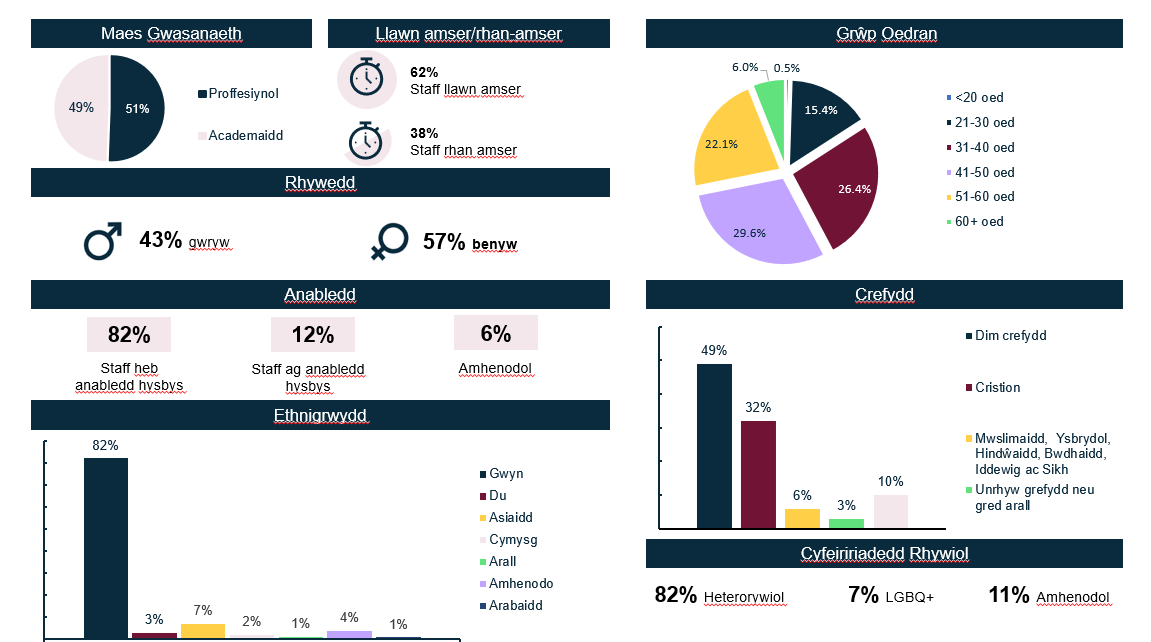 Maes Gwasanaeth
49%
51%
Proffesiynol
Academaidd
Llawn amser/rhan-amser
62%
Staff llawn amser
38%
Staff rhan amser
Rhywedd
43% gwryw
57% benyw
Anabledd
82%
Staff heb
anabledd hysbys
12%
Staff ag anabledd
hysbys
6%
Amhenodol
Ethnigrwydd
82%
3%
7%
2%
1%
4%
1%
Gwyn
Du
Asiaidd
Cymysg
Arall
Amhenodo
Arabaidd
Grŵp Oedran
6.0%
0.5%
15.4%
22.1%
26.4%
29.6%
<20 oed
21-30 oed
31-40 oed
41-50 oed
51-60 oed
60+ oed
Crefydd
49%
32%
6%
3%
10%
Dim crefydd
Cristion
Mwslimaidd, Ysbrydol,
Hindŵaidd, Bwdhaidd,
Iddewig ac Sikh
Unrhyw grefydd neu
gred arall
Cyfeiririadedd Rhywiol
82% Heterorywiol
7% LGBQ+
11% Amhenodol